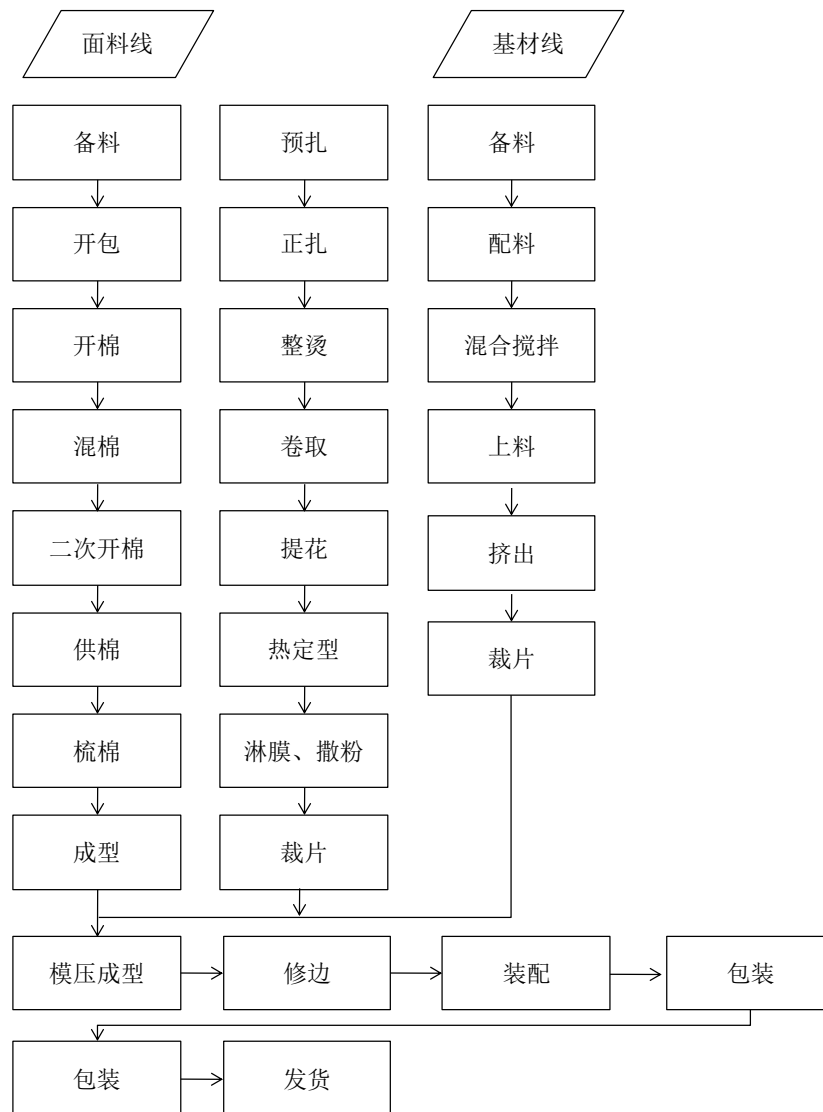 面料线
基材线
备料
开包
开棉
混棉
二次开棉
供棉
梳棉
成型
预扎
正扎
整烫
卷取
提花
热定型
淋膜、撒粉
裁片
备料
配料
混合搅拌
上料
挤出
裁片
模压成型
修边
装配
包装
包装
发货